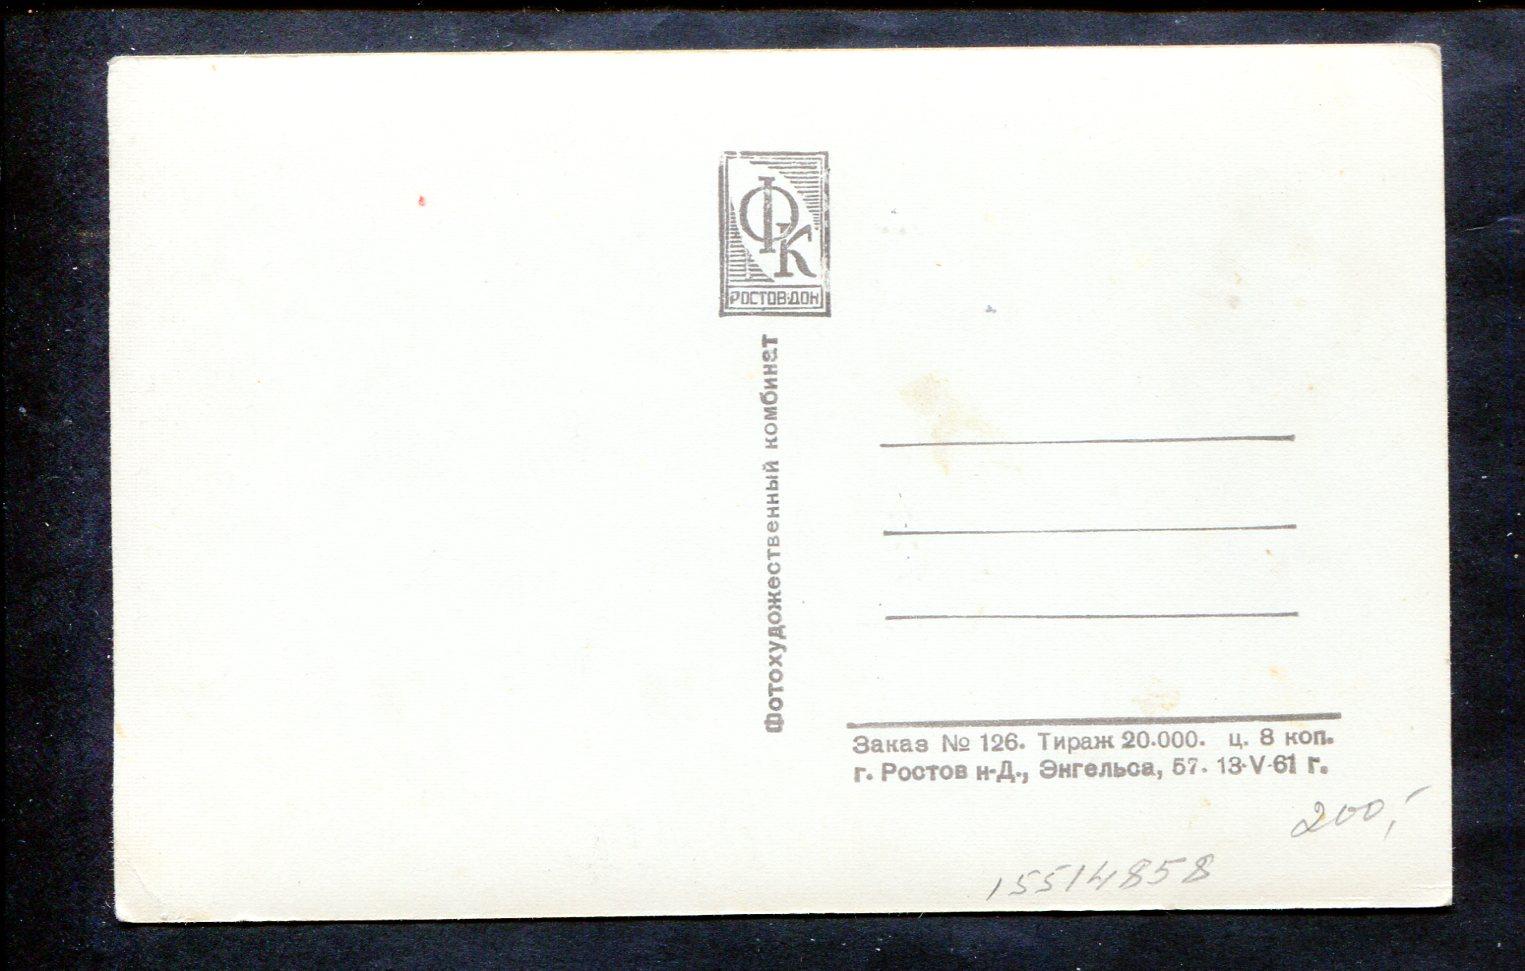 ФК
РОСТОВ-ДОН
Фотохудожественный комбинат
Заказ № 126. Тираж 20.000. ц. 8 коп.
г. Ростов н-Д., Энгельса, 57. 13-V-61 г.
200,-
15514858